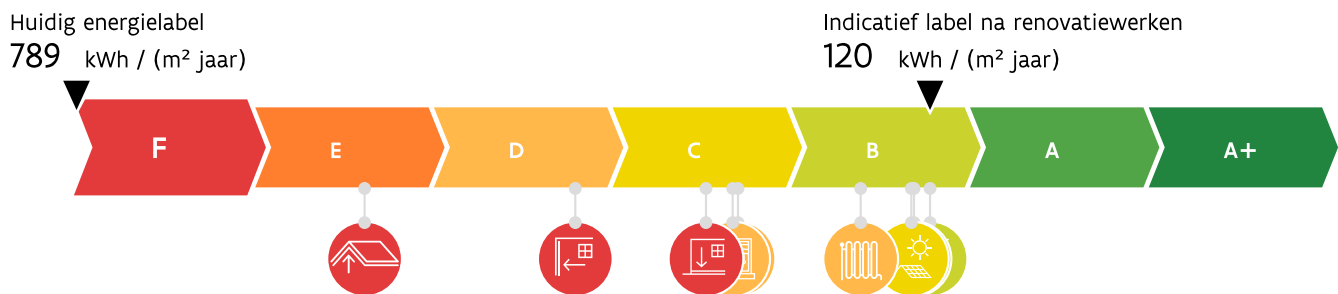 Huidig energielabel
789 kWh / (m² jaar)
Indicatief label na renovatiewerken
120 kWh / (m² jaar)
F E D C B A A+